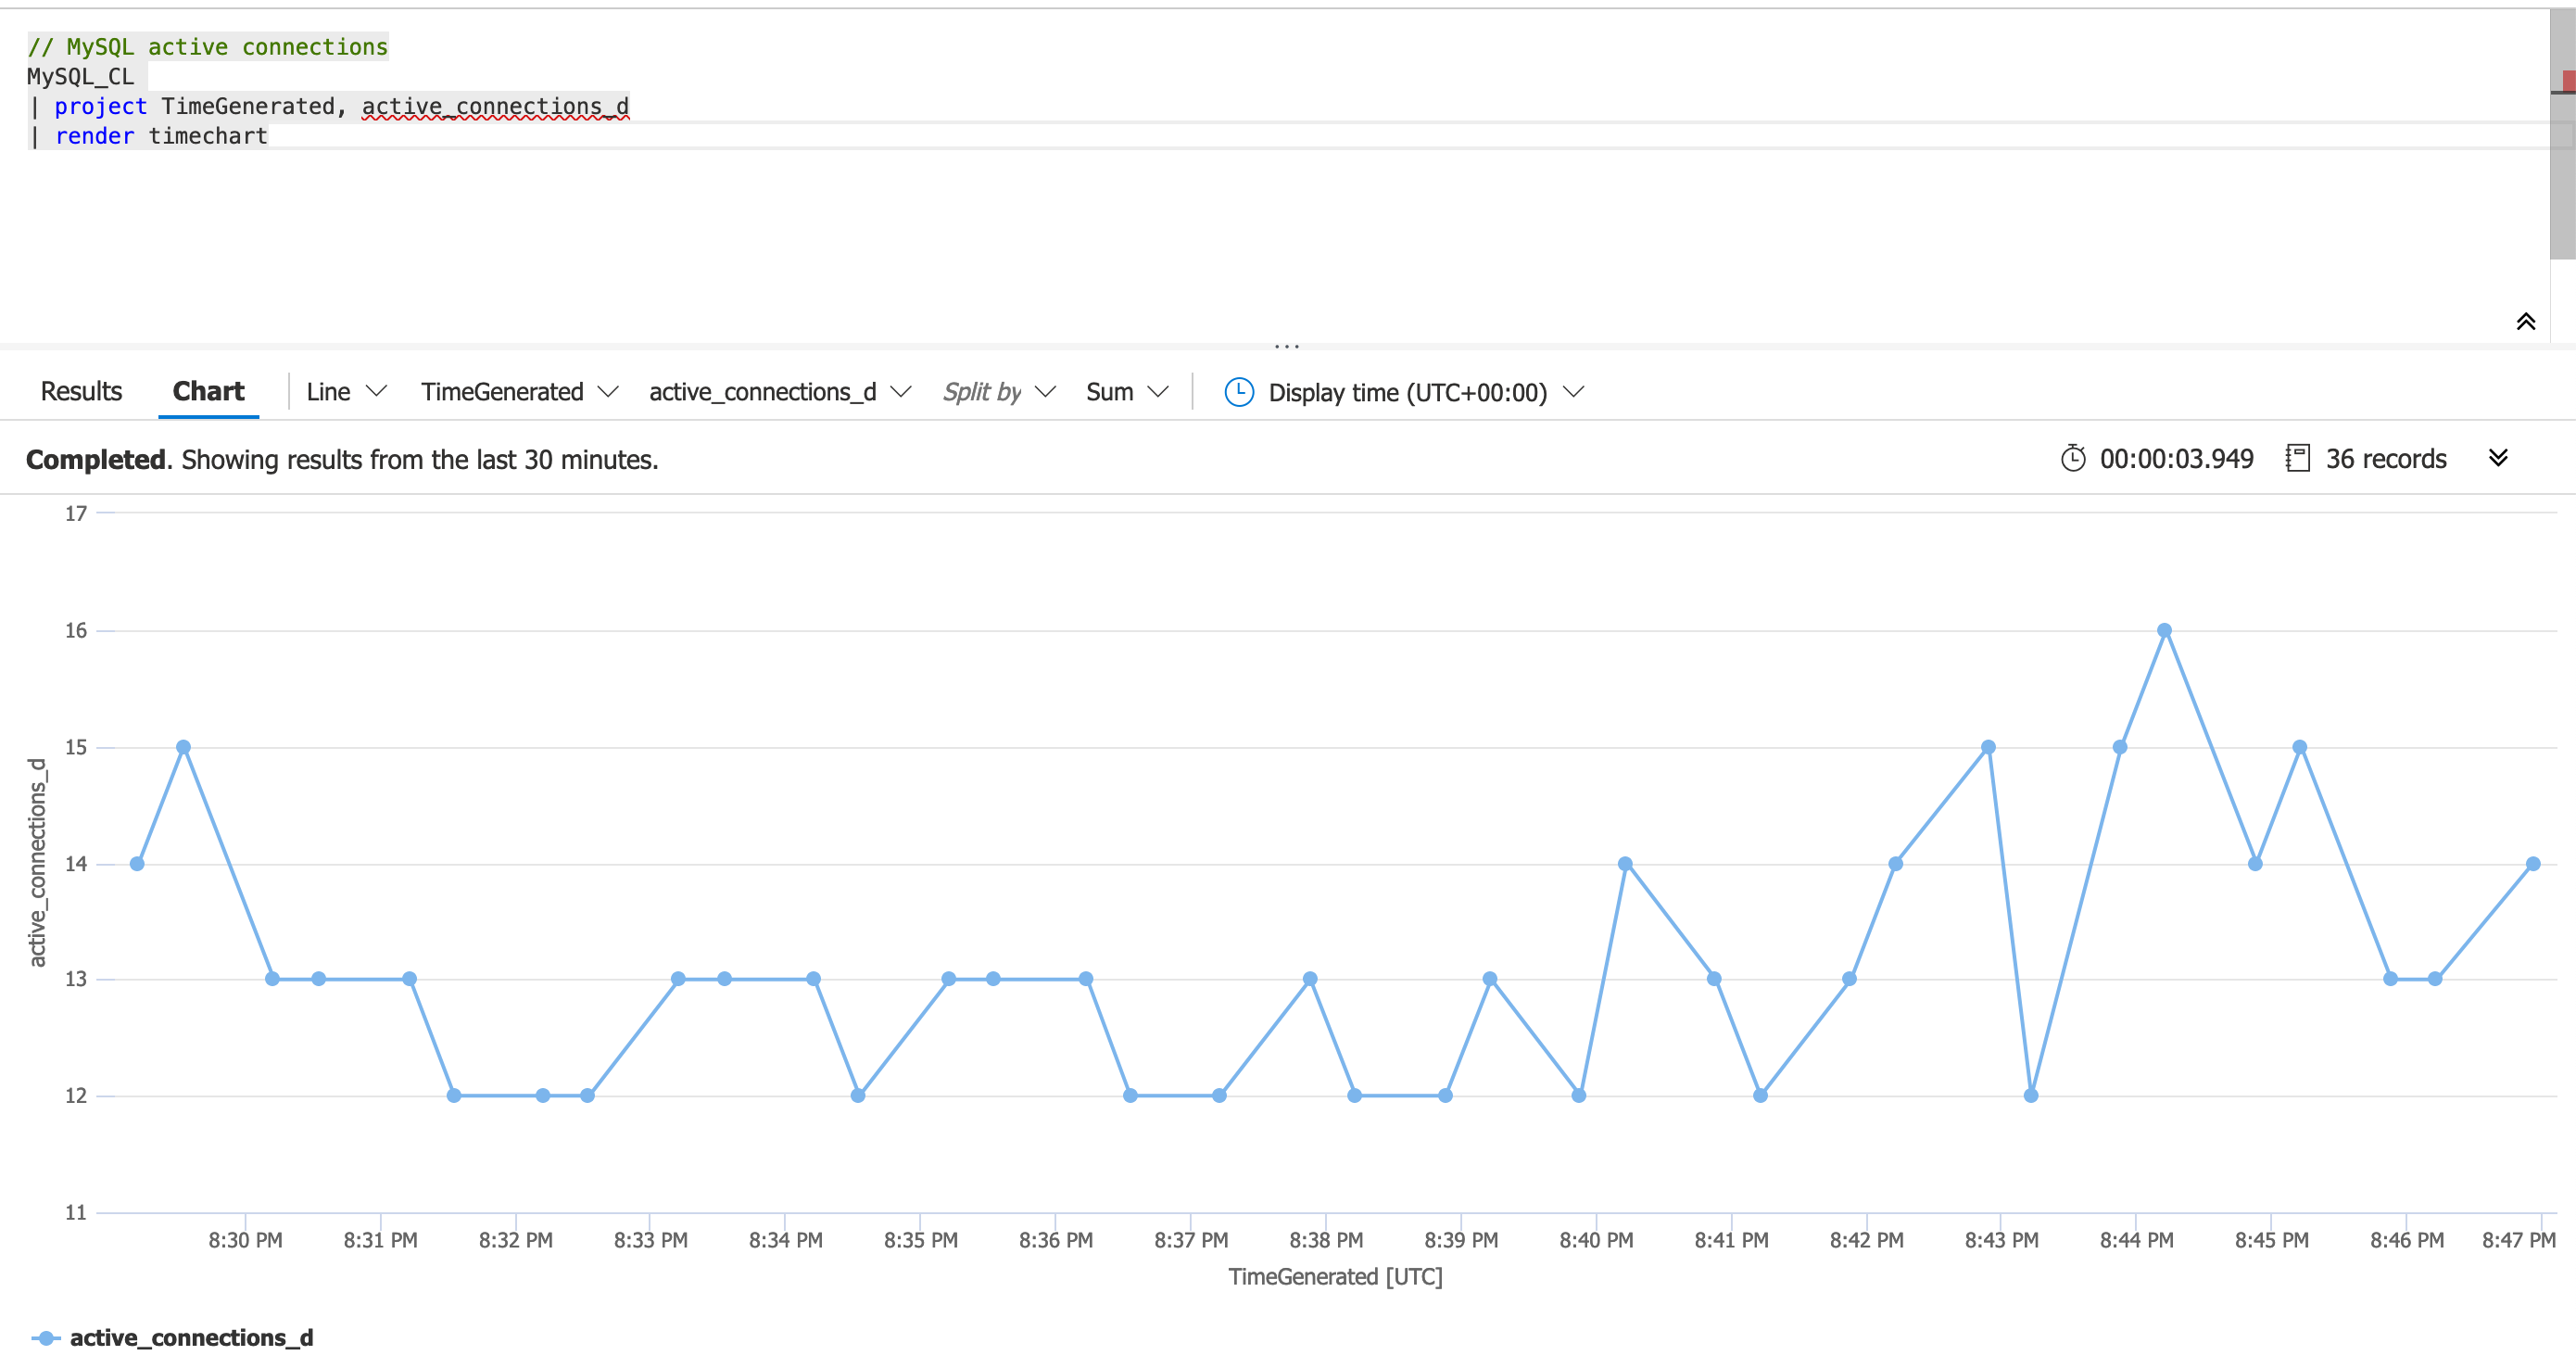 // MySQL active connections
MySQL_CL
| project TimeGenerated, active_connections_d
| render timechart
...
Results Chart Line TimeGenerated active_connections_d Split by Sum Display time (UTC+00:00)
Completed. Showing results from the last 30 minutes. 00:00:03.949 36 records
17
16
15
14
13
12
11
active_connections_d
8:30 PM 8:31 PM 8:32 PM 8:33 PM 8:34 PM 8:35 PM 8:36 PM 8:37 PM 8:38 PM 8:39 PM 8:40 PM 8:41 PM 8:42 PM 8:43 PM 8:44 PM 8:45 PM 8:46 PM 8:47 PM
TimeGenerated [UTC]
active_connections_d